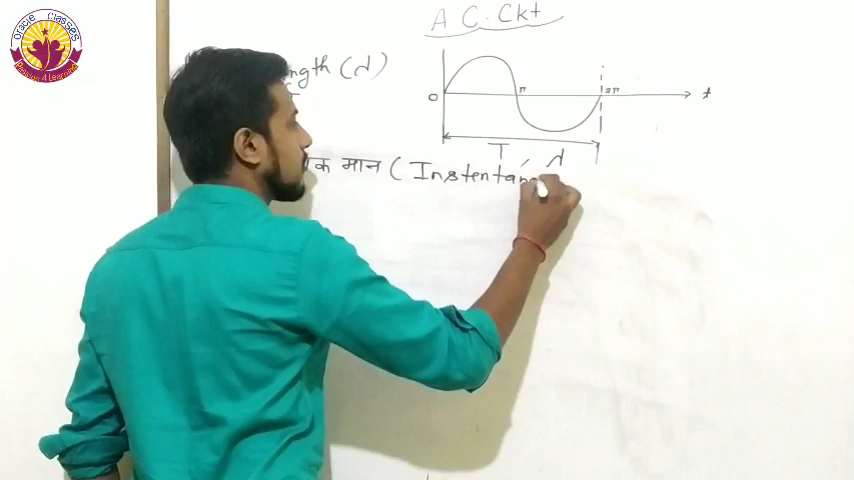 Oracle Classes
Passion 4 Learning
A C. Ckt
ngth (λ)
0
π
2π
t
T
λ
क मान ( Instentan